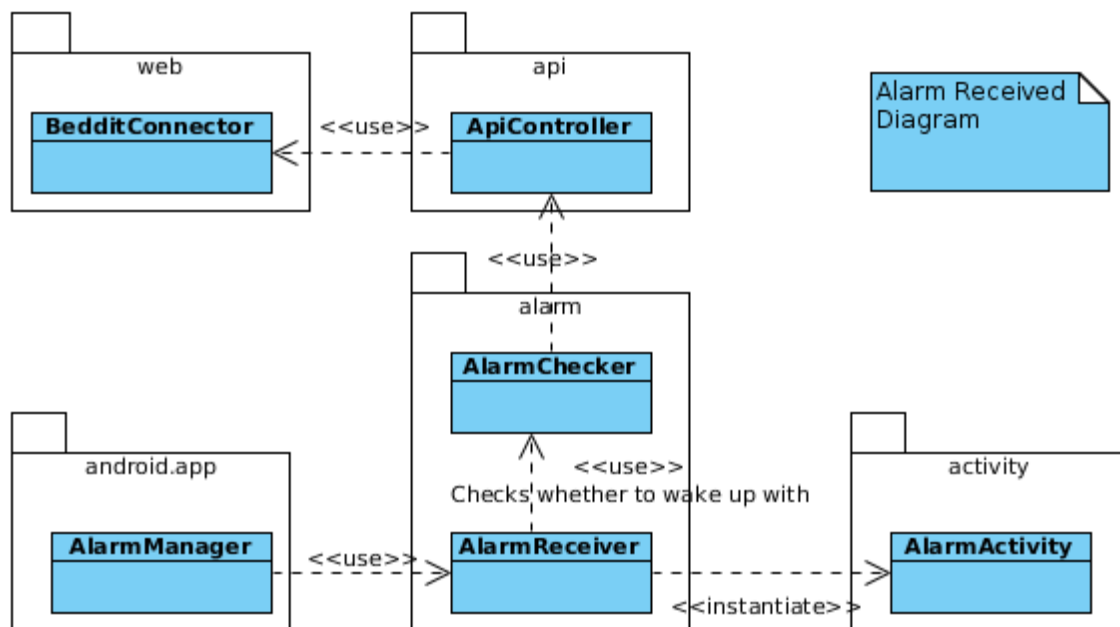 web
api
BedditConnector
<<use>>
ApiController
Alarm Received
Diagram
<<use>>
alarm
AlarmChecker
android.app
<<use>>
activity
Checks whether to wake up with
AlarmManager
<<use>>
AlarmReceiver
AlarmActivity
<<instantiate>>